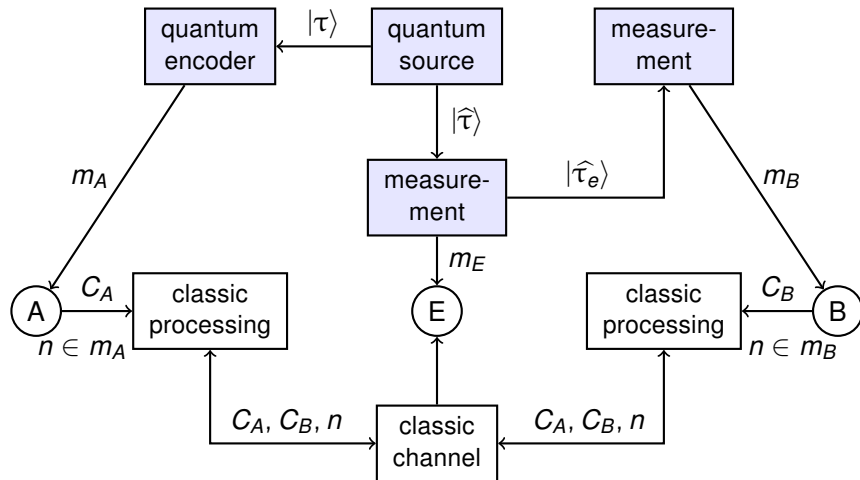 quantum
encoder
|τ⟩
quantum
source
measure-
ment
|τ̂⟩
m_A
measure-
ment
|τ̂_e⟩
m_B
m_E
A
C_A
classic
processing
E
classic
processing
C_B
B
n ∈ m_A
n ∈ m_B
C_A, C_B, n
classic
channel
C_A, C_B, n